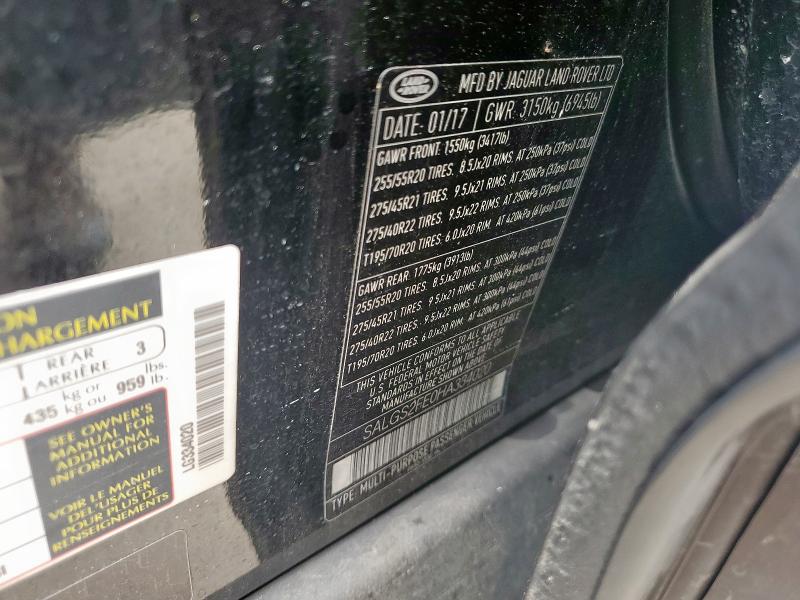 LAND-
ROVER
MFD BY JAGUAR LAND-ROVER LTD
DATE: 01/17 GWR: 3150kg (6945lb)
GAWR FRONT: 1550kg (3417lb)
255/55R20 TIRES. 8.5Jx20 RIMS. AT 250kPa (37psi) COLD
275/45R21 TIRES. 9.5Jx21 RIMS. AT 250kPa (37psi) COLD
275/40R22 TIRES. 9.5Jx22 RIMS. AT 250kPa (37psi) COLD
T195/70R20 TIRES: 6.0Jx20 RIM. AT 420kPa (61psi) COLD
GAWR REAR: 1775kg (3913lb)
255/55R20 TIRES. 8.5Jx20 RIMS. AT 300kPa (44psi) COLD
275/45R21 TIRES. 9.5Jx21 RIMS. AT 300kPa (44psi) COLD
275/40R22 TIRES. 9.5Jx22 RIMS. AT 300kPa (44psi) COLD
T195/70R20 TIRES: 6.0Jx20 RIM. AT 420kPa (61psi) COLD
THIS VEHICLE CONFORMS TO ALL APPLICABLE
U.S. FEDERAL MOTOR VEHICLE SAFETY
STANDARDS IN EFFECT ON THE DATE OF
MANUFACTURE SHOWN ABOVE
TYPE: MULTI-PURPOSE PASSENGER VEHICLE
ON
CHARGEMENT
REAR
ARRIÈRE
3
435 kg or
kg ou
959 lbs.
lb.
SEE OWNER'S
MANUAL FOR
ADDITIONAL
INFORMATION
VOIR LE MANUEL
DE L'USAGER
POUR PLUS DE
RENSEIGNEMENTS
LG334020